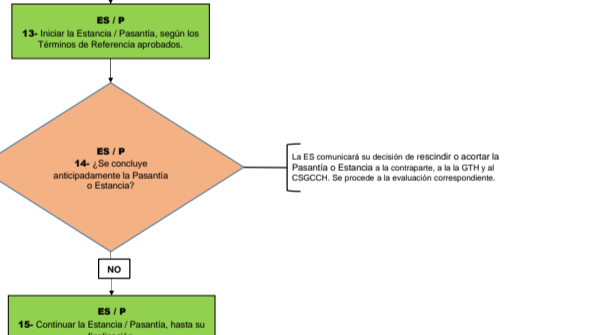 ES / P
13- Iniciar la Estancia / Pasantía, según los
Términos de Referencia aprobados.
ES / P
14- ¿Se concluye
anticipadamente la Pasantía
o Estancia?
La ES comunicará su decisión de rescindir o acortar la
Pasantía o Estancia a la contraparte, a la la GTH y al
CSGCCH. Se procede a la evaluación correspondiente.
NO
ES / P
15- Continuar la Estancia / Pasantía, hasta su